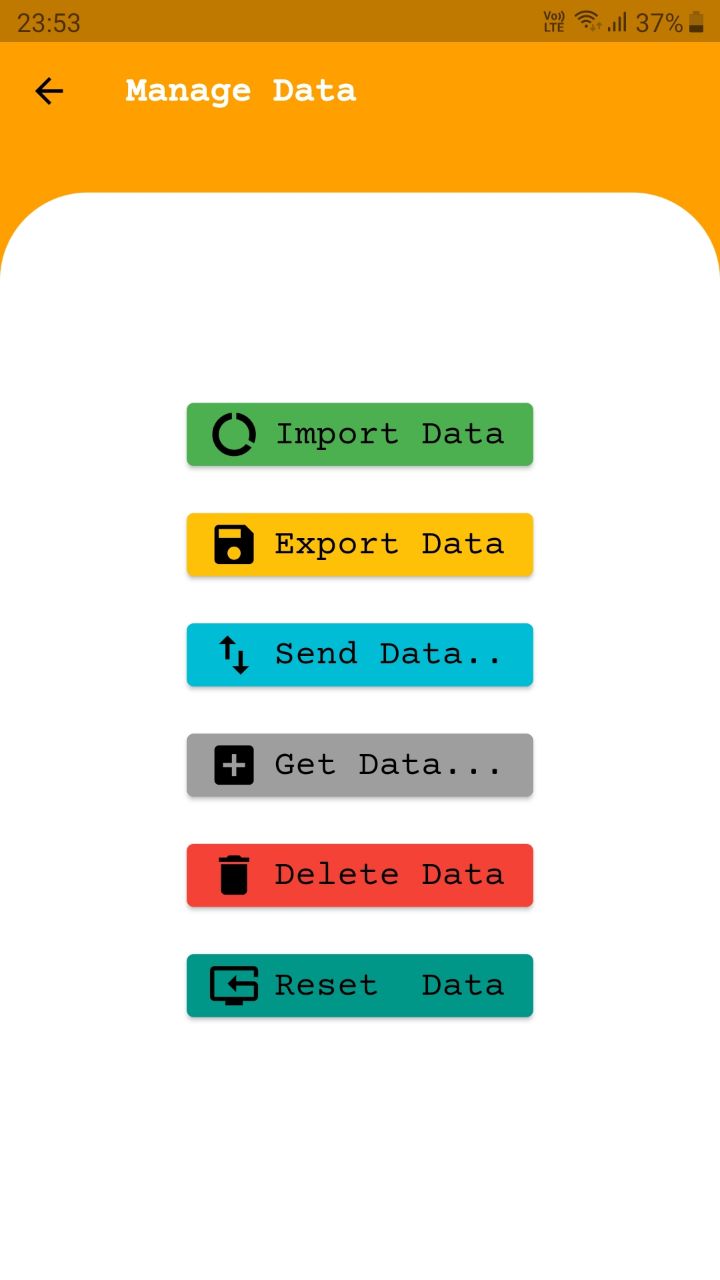 23:53 Vo)) LTE 37%
Manage Data
Import Data
Export Data
Send Data..
Get Data...
Delete Data
Reset  Data